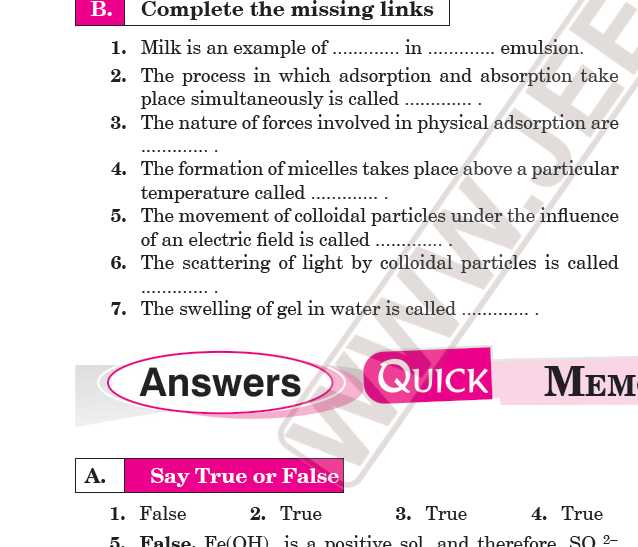 B. Complete the missing links
1. Milk is an example of ............. in ............. emulsion.
2. The process in which adsorption and absorption take
place simultaneously is called ............. .
3. The nature of forces involved in physical adsorption are
............. .
4. The formation of micelles takes place above a particular
temperature called ............. .
5. The movement of colloidal particles under the influence
of an electric field is called ............. .
6. The scattering of light by colloidal particles is called
............. .
7. The swelling of gel in water is called ............. .
Answers QUICK MEM
A. Say True or False
1. False 2. True 3. True 4. True
5. False. Fe(OH) is a positive sol and therefore, SO 2–
WWW.JEE